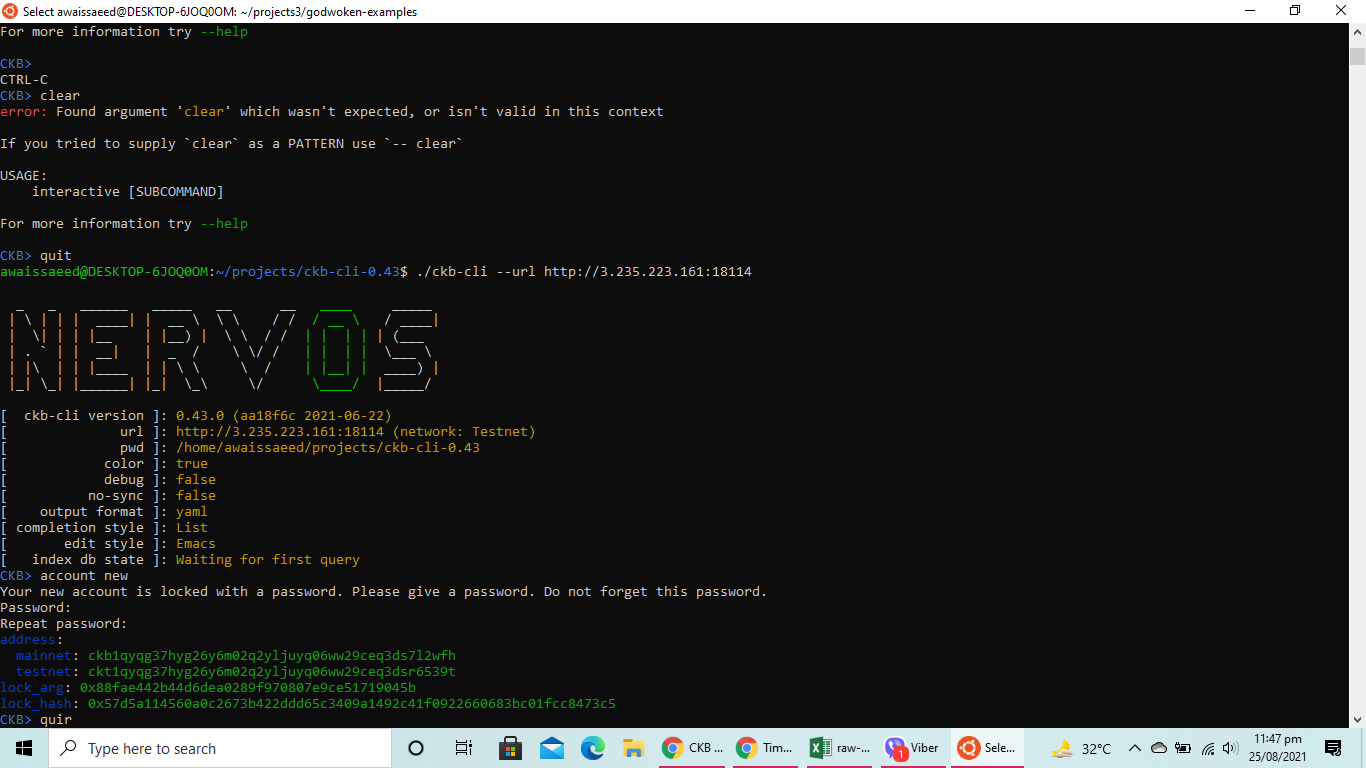 Select awaissaeed@DESKTOP-6JOQ0OM: ~/projects3/godwoken-examples
For more information try --help
CKB>
CTRL-C
CKB> clear
error: Found argument 'clear' which wasn't expected, or isn't valid in this context
If you tried to supply `clear` as a PATTERN use `-- clear`
USAGE:
interactive [SUBCOMMAND]
For more information try --help
CKB> quit
awaissaeed@DESKTOP-6JOQ0OM:~/projects/ckb-cli-0.43$ ./ckb-cli --url http://3.235.223.161:18114
NERVOS
[ ckb-cli version ]: 0.43.0 (aa18f6c 2021-06-22)
[ url ]: http://3.235.223.161:18114 (network: Testnet)
[ pwd ]: /home/awaissaeed/projects/ckb-cli-0.43
[ color ]: true
[ debug ]: false
[ no-sync ]: false
[ output format ]: yaml
[ completion style ]: List
[ edit style ]: Emacs
[ index db state ]: Waiting for first query
CKB> account new
Your new account is locked with a password. Please give a password. Do not forget this password.
Password:
Repeat password:
address:
mainnet: ckb1qyqg37hyg26y6m02q2yljuyq06ww29ceq3ds7l2wfh
testnet: ckt1qyqg37hyg26y6m02q2yljuyq06ww29ceq3dsr6539t
lock_arg: 0x88fae442b44d6dea0289f970807e9ce51719045b
lock_hash: 0x57d5a114560a0c2673b422ddd65c3409a1492c41f0922660683bc01fcc8473c5
CKB> quir
Type here to search
CKB ...
Tim...
raw-...
1
Viber
Sele...
32°C
11:47 pm
25/08/2021